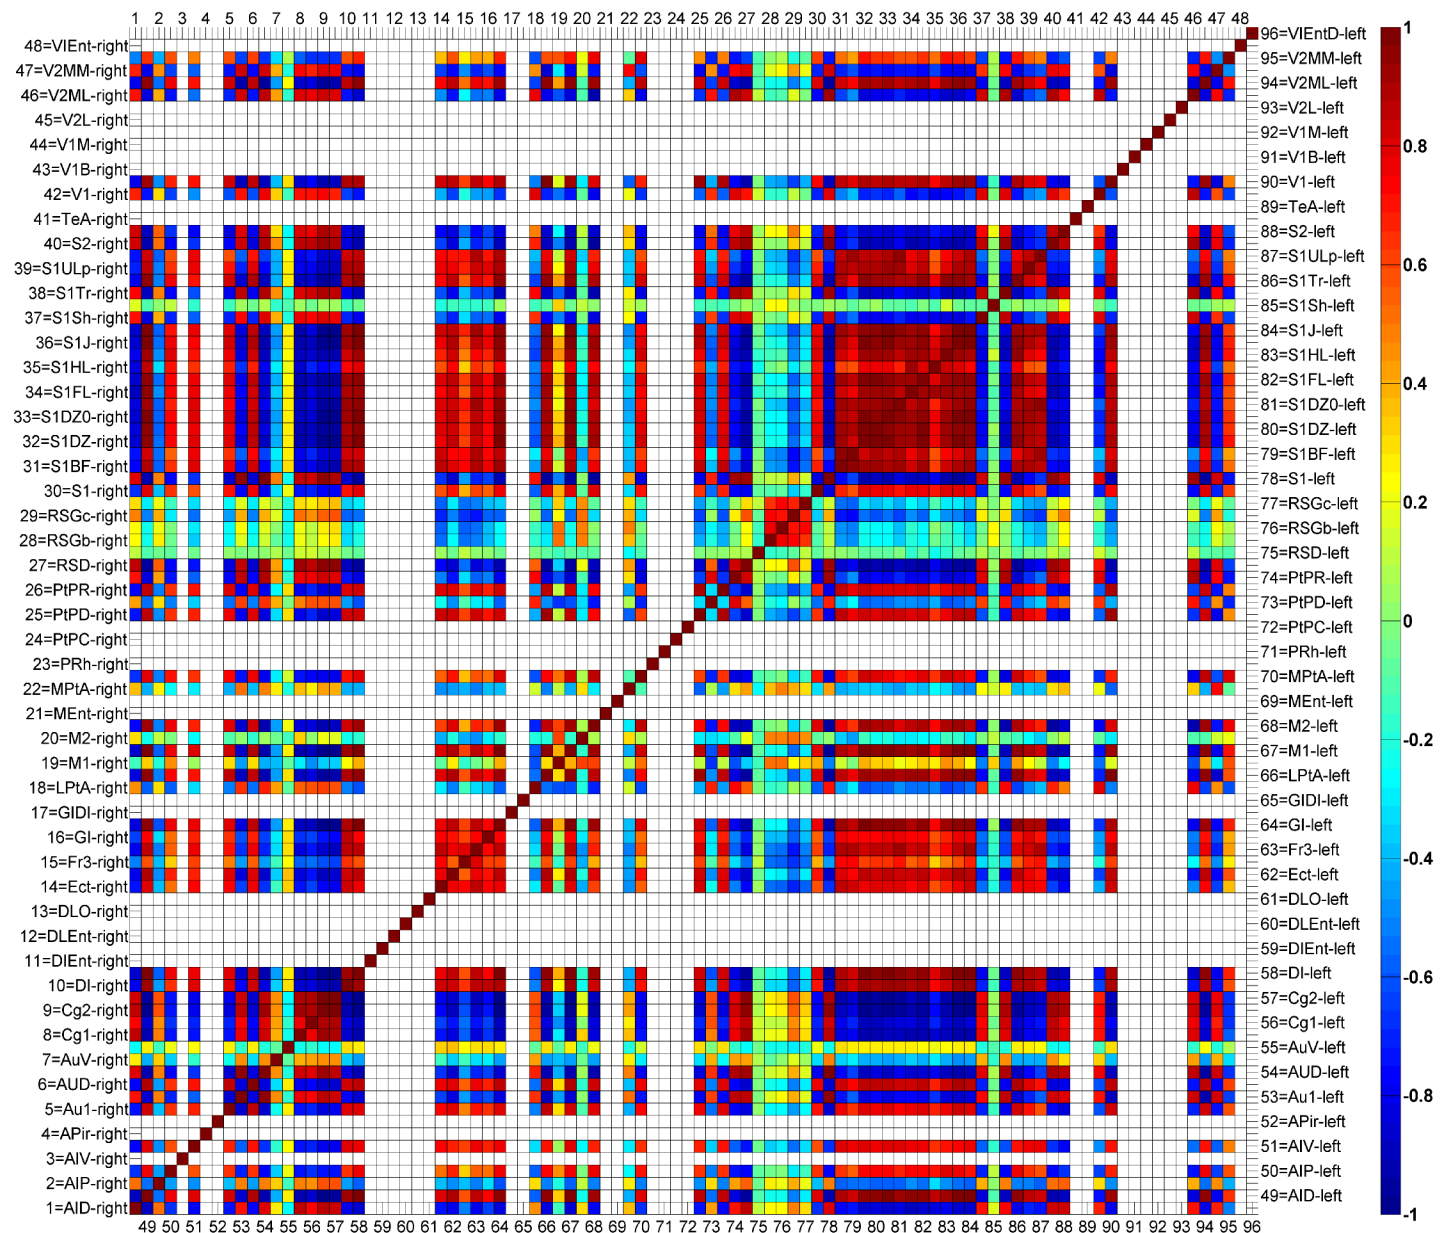 1 2 3 4 5 6 7 8 9 10 11 12 13 14 15 16 17 18 19 20 21 22 23 24 25 26 27 28 29 30 31 32 33 34 35 36 37 38 39 40 41 42 43 44 45 46 47 48
48=VIEnt-right
47=V2MM-right
46=V2ML-right
45=V2L-right
44=V1M-right
43=V1B-right
42=V1-right
41=TeA-right
40=S2-right
39=S1ULp-right
38=S1Tr-right
37=S1Sh-right
36=S1J-right
35=S1HL-right
34=S1FL-right
33=S1DZ0-right
32=S1DZ-right
31=S1BF-right
30=S1-right
29=RSGc-right
28=RSGb-right
27=RSD-right
26=PtPR-right
25=PtPD-right
24=PtPC-right
23=PRh-right
22=MPtA-right
21=MEnt-right
20=M2-right
19=M1-right
18=LPtA-right
17=GIDI-right
16=GI-right
15=Fr3-right
14=Ect-right
13=DLO-right
12=DLEnt-right
11=DIEnt-right
10=DI-right
9=Cg2-right
8=Cg1-right
7=AuV-right
6=AUD-right
5=Au1-right
4=APir-right
3=AIV-right
2=AIP-right
1=AID-right
96=VIEntD-left
95=V2MM-left
94=V2ML-left
93=V2L-left
92=V1M-left
91=V1B-left
90=V1-left
89=TeA-left
88=S2-left
87=S1ULp-left
86=S1Tr-left
85=S1Sh-left
84=S1J-left
83=S1HL-left
82=S1FL-left
81=S1DZ0-left
80=S1DZ-left
79=S1BF-left
78=S1-left
77=RSGc-left
76=RSGb-left
75=RSD-left
74=PtPR-left
73=PtPD-left
72=PtPC-left
71=PRh-left
70=MPtA-left
69=MEnt-left
68=M2-left
67=M1-left
66=LPtA-left
65=GIDI-left
64=GI-left
63=Fr3-left
62=Ect-left
61=DLO-left
60=DLEnt-left
59=DIEnt-left
58=DI-left
57=Cg2-left
56=Cg1-left
55=AuV-left
54=AUD-left
53=Au1-left
52=APir-left
51=AIV-left
50=AIP-left
49=AID-left
49 50 51 52 53 54 55 56 57 58 59 60 61 62 63 64 65 66 67 68 69 70 71 72 73 74 75 76 77 78 79 80 81 82 83 84 85 86 87 88 89 90 91 92 93 94 95 96
1
0.8
0.6
0.4
0.2
0
-0.2
-0.4
-0.6
-0.8
-1